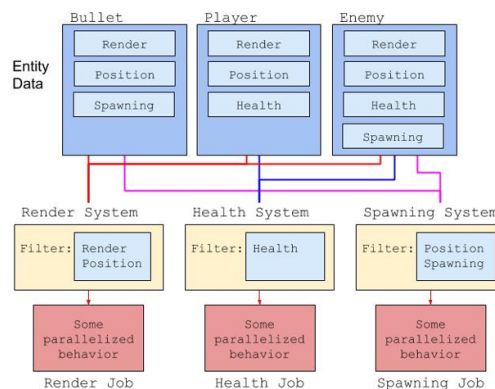 Bullet Player Enemy
Entity
Data
Render Render Render
Position Position Position
Spawning Health Health
Spawning
Render System Health System Spawning System
Filter: Render Filter: Health Filter: Position
Position Spawning
Some Some Some
parallelized parallelized parallelized
behavior behavior behavior
Render Job Health Job Spawning Job